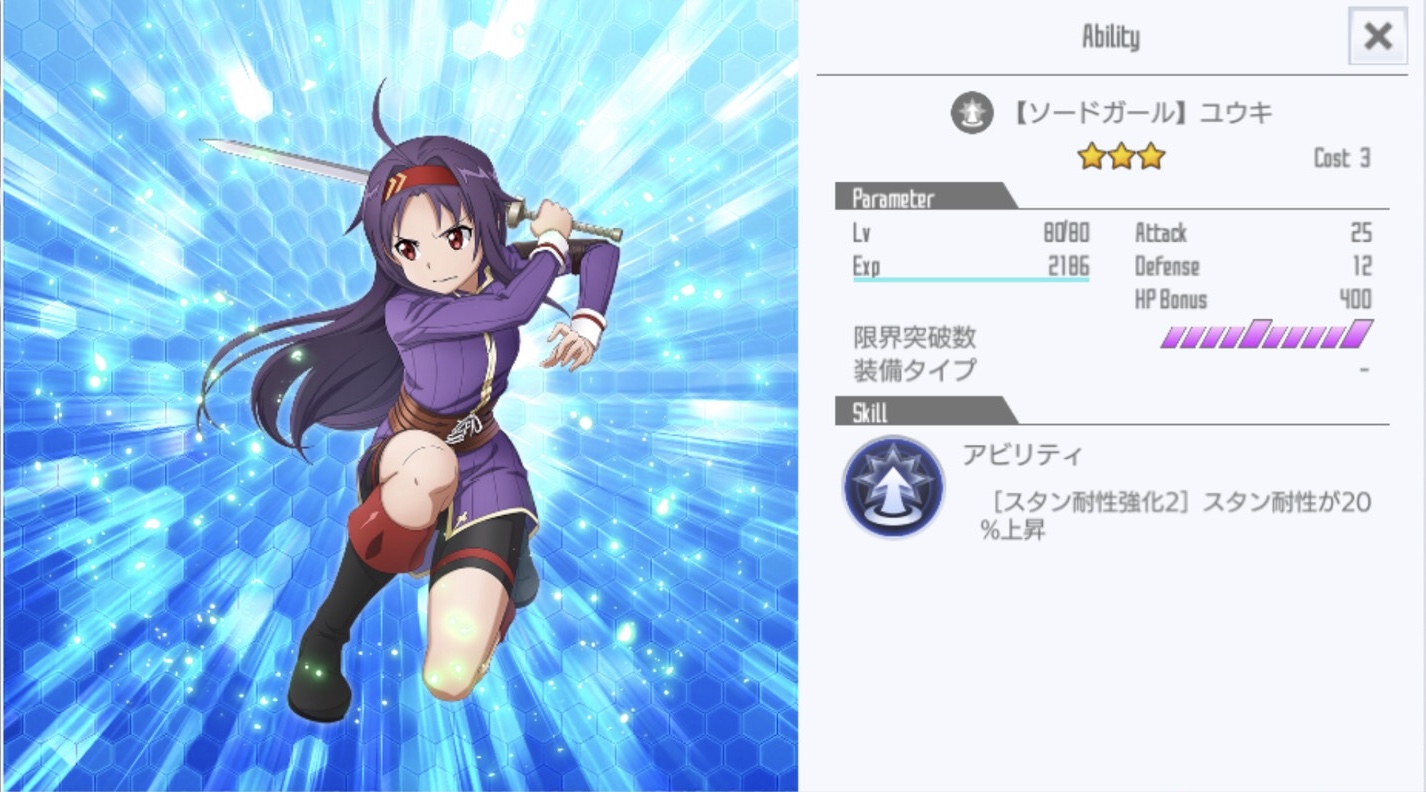 Ability
【ソードガール】ユウキ
Cost 3
Parameter
Lv 80/80
Attack 25
Exp 2186
Defense 12
HP Bonus 400
限界突破数
装備タイプ -
Skill
アビリティ
[スタン耐性強化2] スタン耐性が20
%上昇